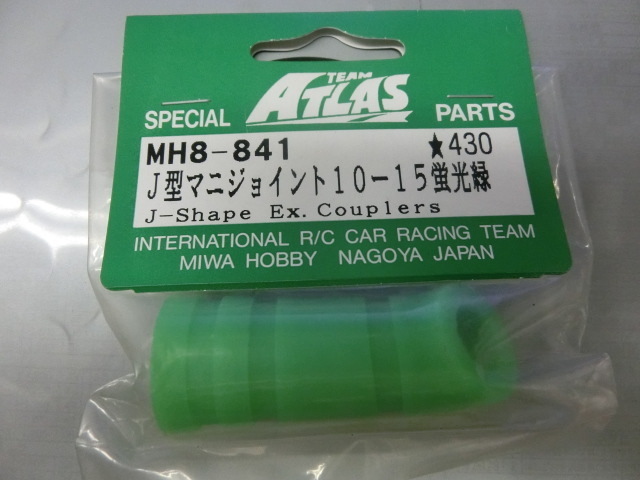 TEAM
ATLAS
SPECIAL PARTS
MH8-841 ★430
J型マニジョイント10−15蛍光緑
J-Shape Ex. Couplers
INTERNATIONAL R/C CAR RACING TEAM
MIWA HOBBY NAGOYA JAPAN